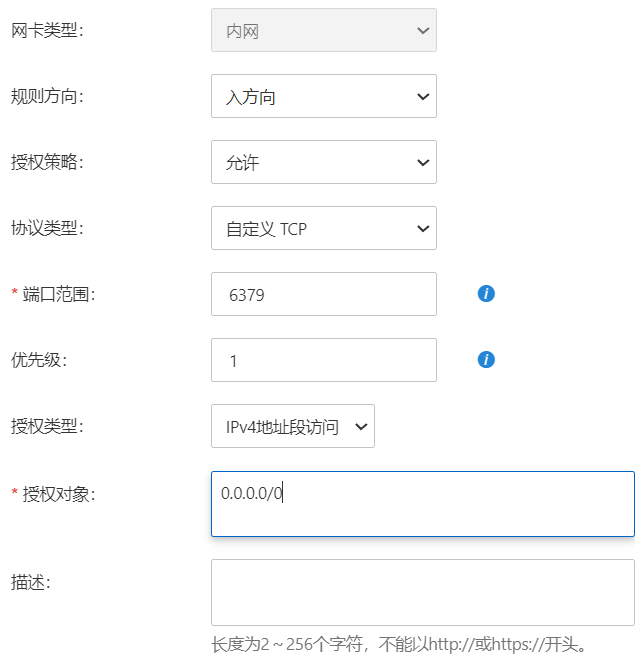 网卡类型： 内网
规则方向： 入方向
授权策略： 允许
协议类型： 自定义 TCP
* 端口范围： 6379
优先级： 1
授权类型： IPv4地址段访问
* 授权对象： 0.0.0.0/0
描述：
长度为2～256个字符，不能以http://或https://开头。